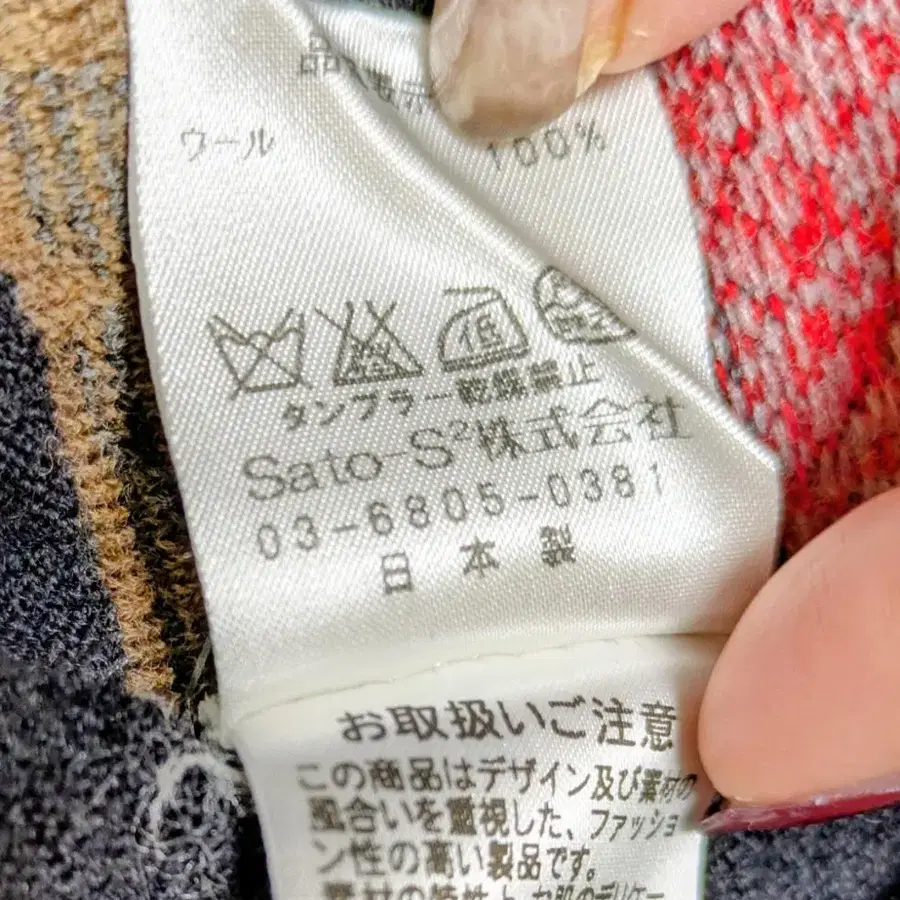 ウール 100%
低
タンブラー乾燥禁止
Sato-S²株式会社
03-6805-0381
日本製
お取扱いご注意
この商品はデザイン及び素材の
風合いを重視した、ファッショ
ン性の高い製品です。